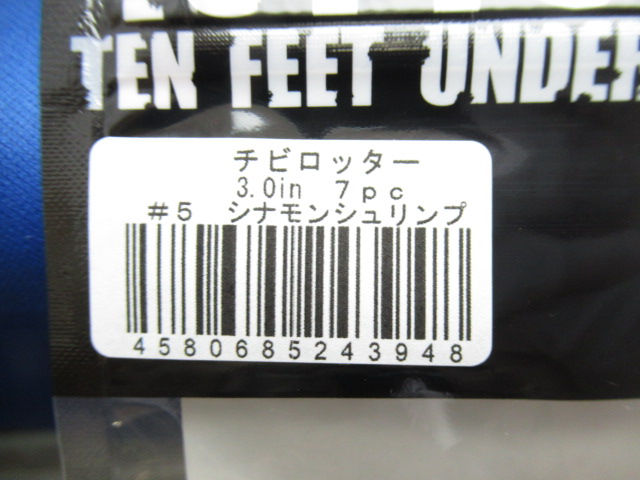 TEN FEET UNDER
チビロッター
3.0in 7pc
#5 シナモンシュリンプ
4580685243948